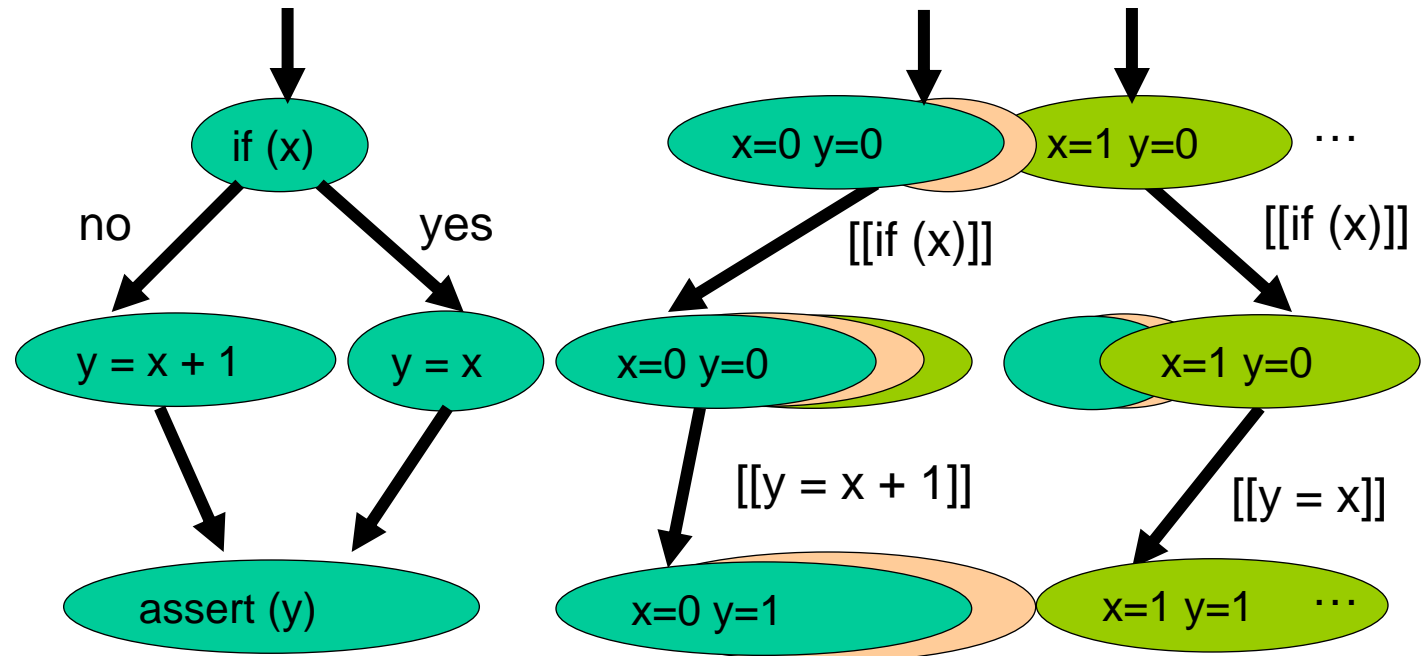 if (x)
no
yes
y = x + 1
y = x
assert (y)
x=0 y=0
x=1 y=0
…
[[if (x)]]
[[if (x)]]
x=0 y=0
x=1 y=0
[[y = x + 1]]
[[y = x]]
x=0 y=1
x=1 y=1
…